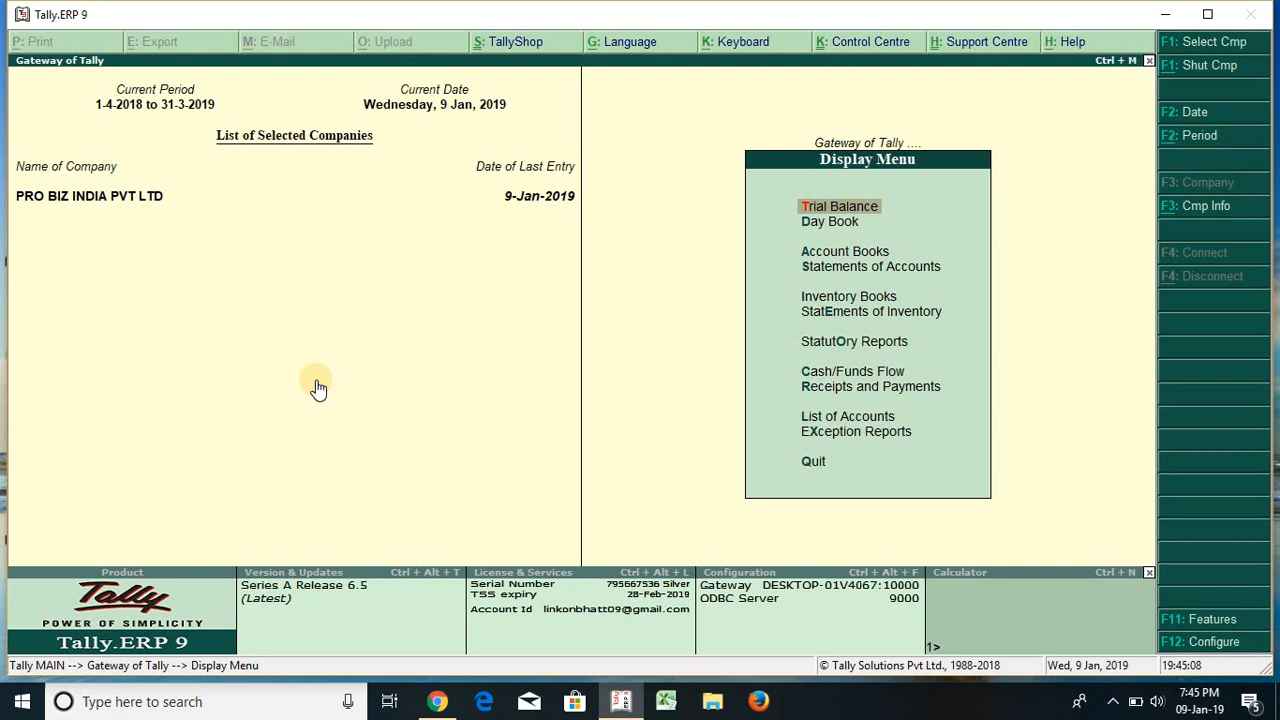 Tally.ERP 9
P: Print E: Export M: E-Mail O: Upload S: TallyShop G: Language K: Keyboard K: Control Centre H: Support Centre H: Help
Gateway of Tally Ctrl + M
Current Period Current Date
1-4-2018 to 31-3-2019 Wednesday, 9 Jan, 2019
List of Selected Companies
Name of Company Date of Last Entry
PRO BIZ INDIA PVT LTD 9-Jan-2019
Gateway of Tally ....
Display Menu
Trial Balance
Day Book
Account Books
Statements of Accounts
Inventory Books
StatEments of Inventory
StatutOry Reports
Cash/Funds Flow
Receipts and Payments
List of Accounts
EXception Reports
Quit
F1: Select Cmp
F1: Shut Cmp
F2: Date
F2: Period
F3: Company
F3: Cmp Info
F4: Connect
F4: Disconnect
F11: Features
F12: Configure
Product
Tally
POWER OF SIMPLICITY
Tally.ERP 9
Version & Updates Ctrl + Alt + T
Series A Release 6.5
(Latest)
License & Services Ctrl + Alt + L
Serial Number 795667536 Silver
TSS expiry 28-Feb-2019
Account Id linkonbhatt09@gmail.com
Configuration Ctrl + Alt + F
Gateway DESKTOP-01V4067:10000
ODBC Server 9000
Calculator Ctrl + N
1>
Tally MAIN --> Gateway of Tally --> Display Menu © Tally Solutions Pvt Ltd., 1988-2018 Wed, 9 Jan, 2019 19:45:08
Type here to search
7:45 PM
09-Jan-19
5